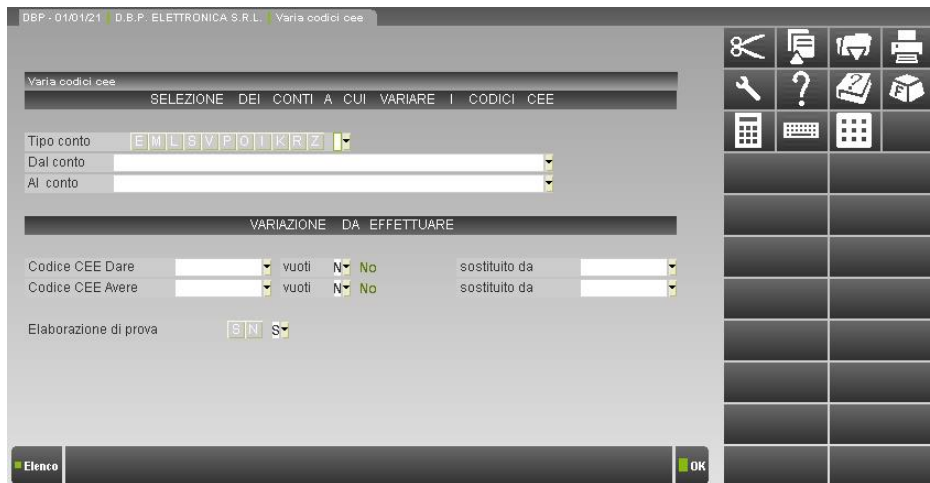 DBP - 01/01/21 D.B.P. ELETTRONICA S.R.L. Varia codici cee
Varia codici cee
SELEZIONE DEI CONTI A CUI VARIARE I CODICI CEE
Tipo conto E M L S V P O I K R Z
Dal conto
Al conto
VARIAZIONE DA EFFETTUARE
Codice CEE Dare vuoti N No sostituito da
Codice CEE Avere vuoti N No sostituito da
Elaborazione di prova S N S
Elenco OK
F